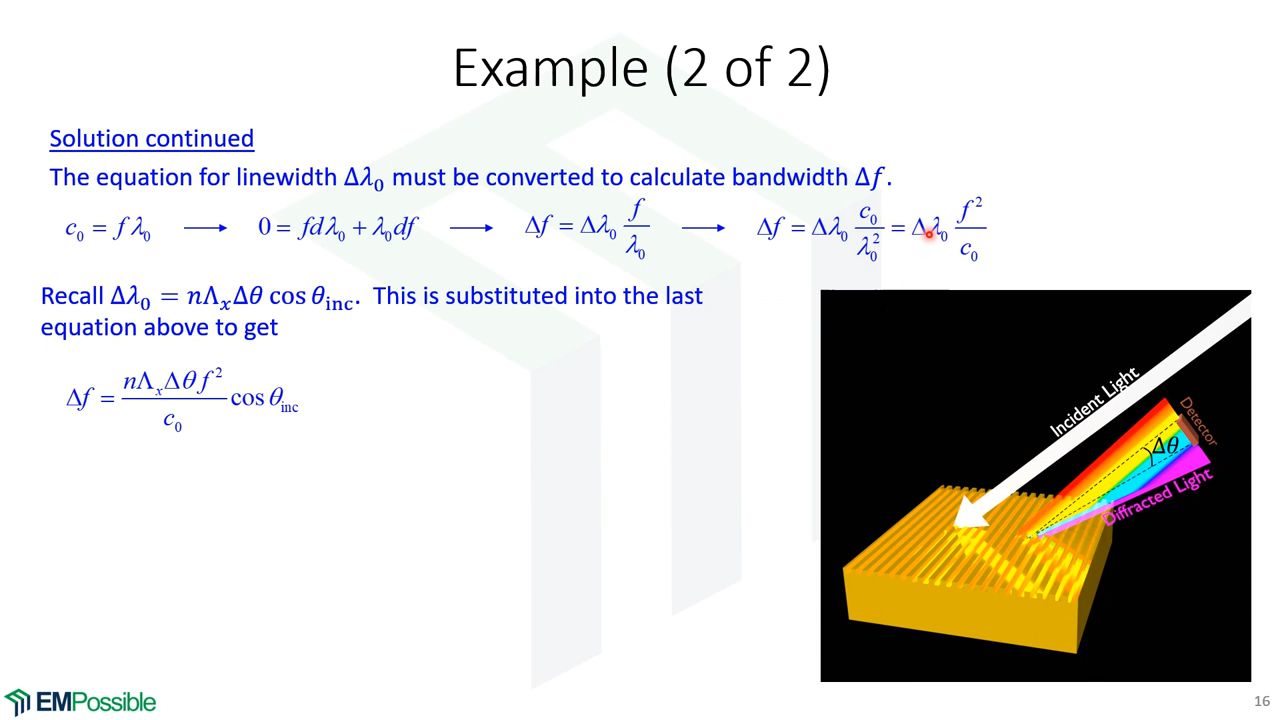 Example (2 of 2)
Solution continued
The equation for linewidth Δλ₀ must be converted to calculate bandwidth Δf.
c₀ = fλ₀ ⟶ 0 = fdλ₀ + λ₀df ⟶ Δf = Δλ₀ f/λ₀ ⟶ Δf = Δλ₀ c₀/λ₀² = Δλ₀ f²/c₀
Recall Δλ₀ = nΛₓΔθ cos θ_inc. This is substituted into the last
equation above to get
Δf = nΛₓΔθf²/c₀ cos θ_inc
Incident Light
Detector
Δθ
Diffracted Light
EMPossible
16